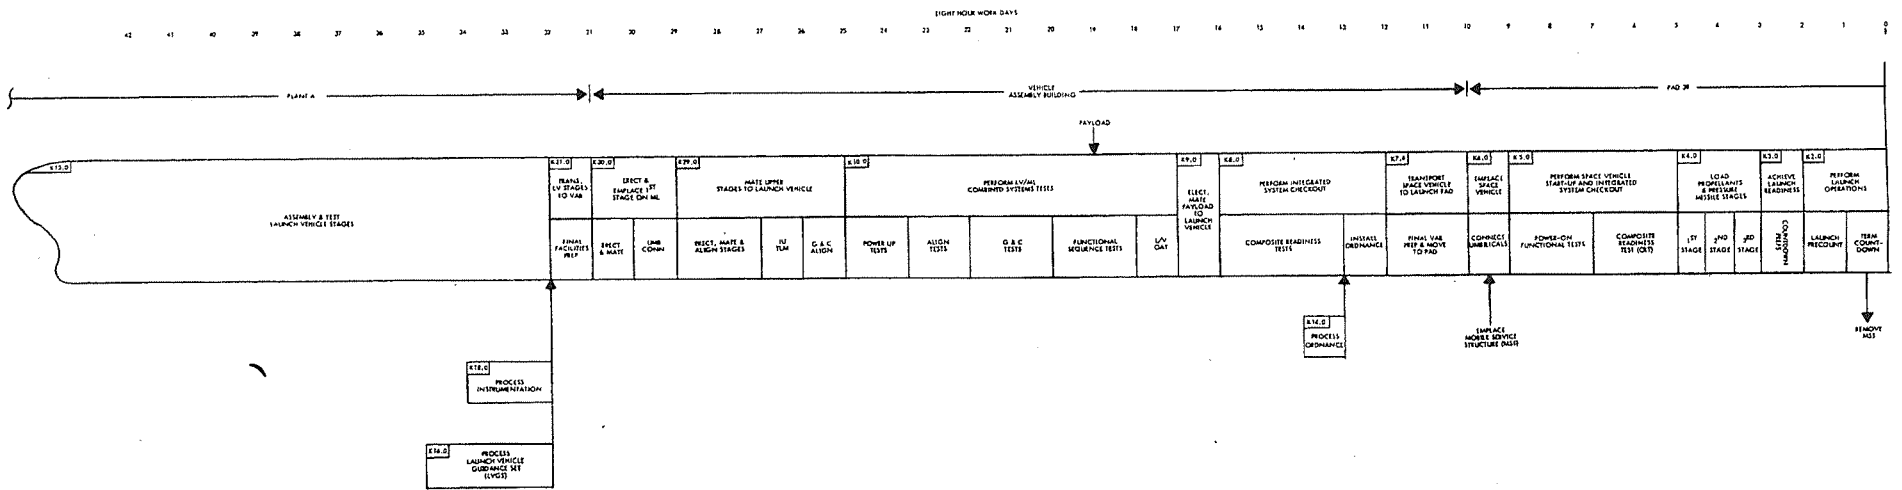 EIGHT HOUR WORK DAYS
42 41 40 39 38 37 36 35 34 33 32 31 30 29 28 27 26 25 24 23 22 21 20 19 18 17 16 15 14 13 12 11 10 9 8 7 6 5 4 3 2 1 0
PLANT A
VEHICLE
ASSEMBLY BUILDING
PAD 39
PAYLOAD
K15.0
ASSEMBLY & TEST
LAUNCH VEHICLE STAGES
K21.0
TRANS.
LV STAGES
TO VAB
FINAL
FACILITIES
PREP
K20.0
ERECT &
EMPLACE 1ST
STAGE ON ML
ERECT
& MATE
UMB
CONN
MATE UPPER
STAGES TO LAUNCH VEHICLE
ERECT, MATE &
ALIGN STAGES
IU
TLM
G & C
ALIGN
K10.0
PERFORM LV/ML
COMBINED SYSTEMS TESTS
POWER UP
TESTS
ALIGN
TESTS
G & C
TESTS
FUNCTIONAL
SEQUENCE TESTS
L/V
OAT
K9.0
ELECT,
MATE
PAYLOAD
TO
LAUNCH
VEHICLE
K8.0
PERFORM INTEGRATED
SYSTEM CHECKOUT
COMPOSITE READINESS
TESTS
INSTALL
ORDNANCE
TRANSPORT
SPACE VEHICLE
TO LAUNCH PAD
FINAL VAB
PREP & MOVE
TO PAD
K6.0
EMPLACE
SPACE
VEHICLE
CONNECT
UMBILICALS
K5.0
PERFORM SPACE VEHICLE
START-UP AND INTEGRATED
SYSTEM CHECKOUT
POWER-ON
FUNCTIONAL TESTS
COMPOSITE
READINESS
TEST (CRT)
K4.0
LOAD
PROPELLANTS
& PRESSURE
MISSILE STAGES
1ST
STAGE
2ND
STAGE
3RD
STAGE
K3.0
ACHIEVE
LAUNCH
READINESS
COUNTDOWN
PREPS
K2.0
PERFORM
LAUNCH
OPERATIONS
LAUNCH
PRECOUNT
TERM
COUNT-
DOWN
K14.0
PROCESS
ORDNANCE
EMPLACE
MOBILE SERVICE
STRUCTURE (MSS)
REMOVE
MSS
K18.0
PROCESS
INSTRUMENTATION
K16.0
PROCESS
LAUNCH VEHICLE
GUIDANCE SET
(LVGS)